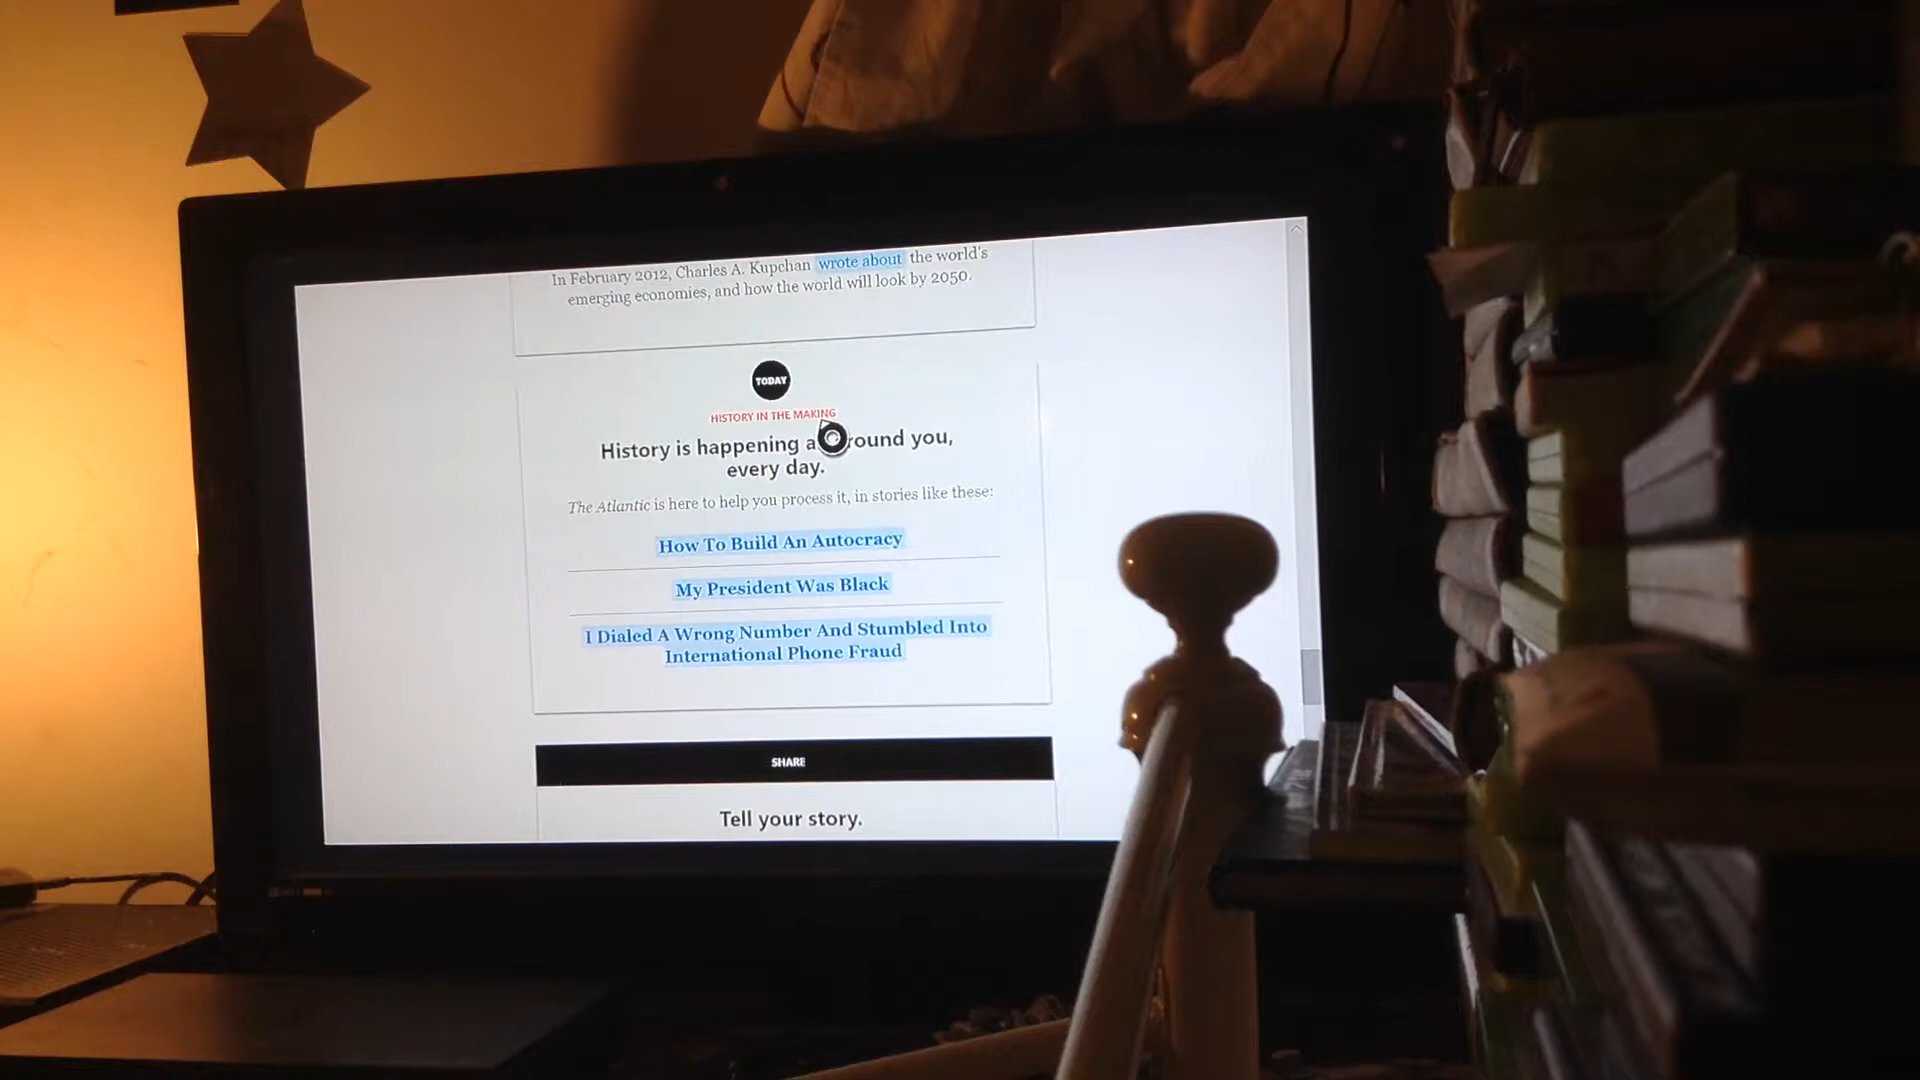 In February 2012, Charles A. Kupchan wrote about the world's
emerging economies, and how the world will look by 2050.
TODAY
HISTORY IN THE MAKING
History is happening a round you,
every day.
The Atlantic is here to help you process it, in stories like these:
How To Build An Autocracy
My President Was Black
I Dialed A Wrong Number And Stumbled Into
International Phone Fraud
SHARE
Tell your story.